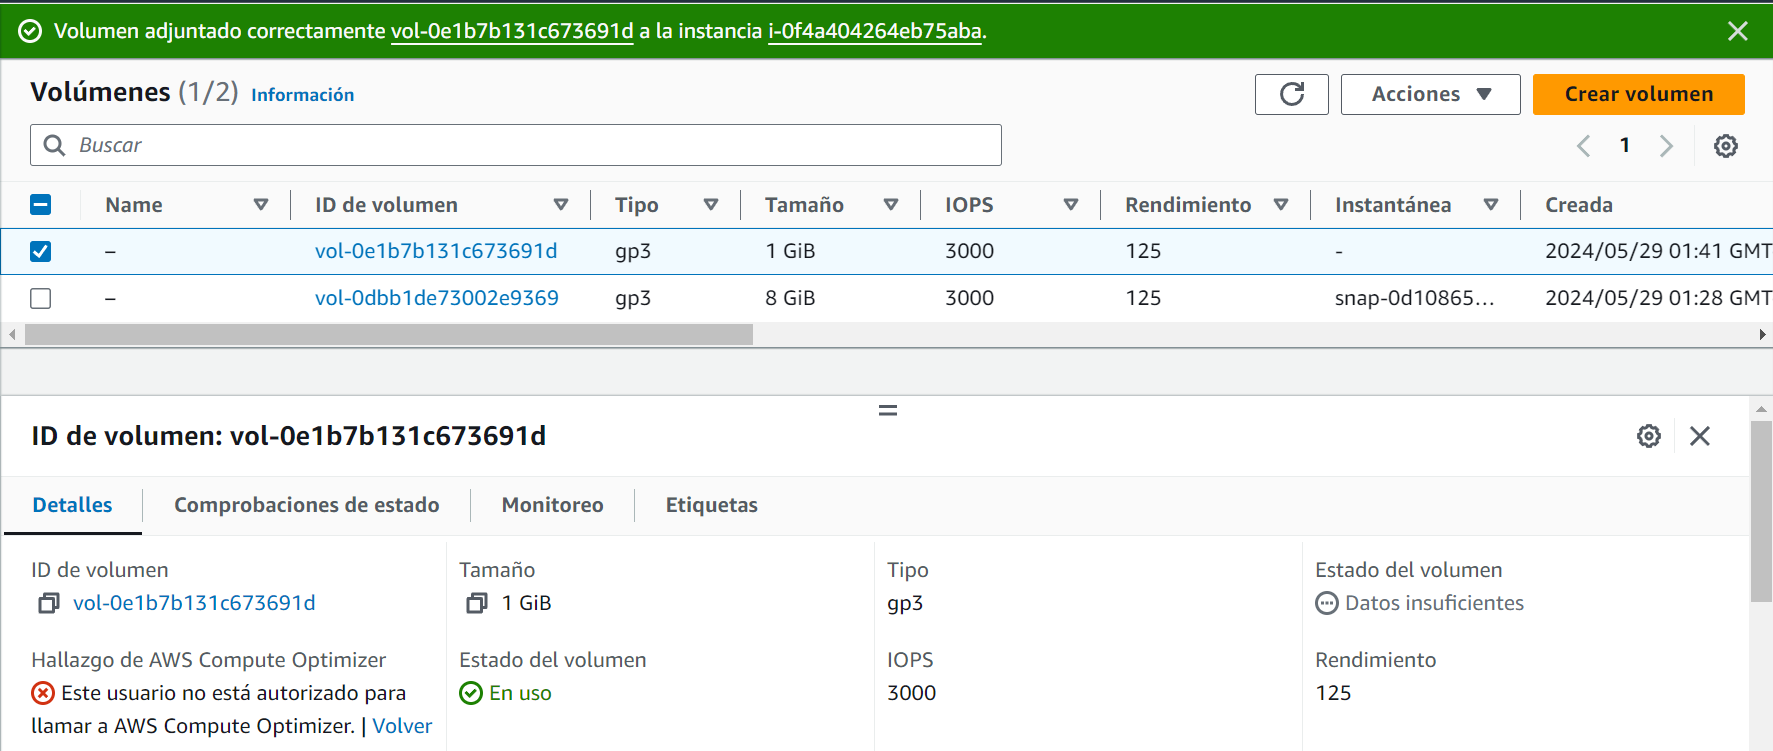 Volumen adjuntado correctamente vol-0e1b7b131c673691d a la instancia i-0f4a404264eb75aba.
Volúmenes (1/2) Información
Acciones
Crear volumen
Buscar
1
Name ID de volumen Tipo Tamaño IOPS Rendimiento Instantánea Creada
– vol-0e1b7b131c673691d gp3 1 GiB 3000 125 - 2024/05/29 01:41 GMT
– vol-0dbb1de73002e9369 gp3 8 GiB 3000 125 snap-0d10865... 2024/05/29 01:28 GMT
ID de volumen: vol-0e1b7b131c673691d
Detalles Comprobaciones de estado Monitoreo Etiquetas
ID de volumen
vol-0e1b7b131c673691d
Tamaño
1 GiB
Tipo
gp3
Estado del volumen
Datos insuficientes
Hallazgo de AWS Compute Optimizer
Este usuario no está autorizado para
llamar a AWS Compute Optimizer. | Volver
Estado del volumen
En uso
IOPS
3000
Rendimiento
125